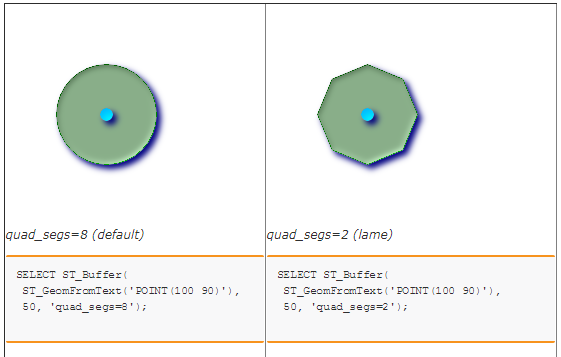 quad_segs=8 (default)
SELECT ST_Buffer(
ST_GeomFromText('POINT(100 90)'),
50, 'quad_segs=8');
quad_segs=2 (lame)
SELECT ST_Buffer(
ST_GeomFromText('POINT(100 90)'),
50, 'quad_segs=2');